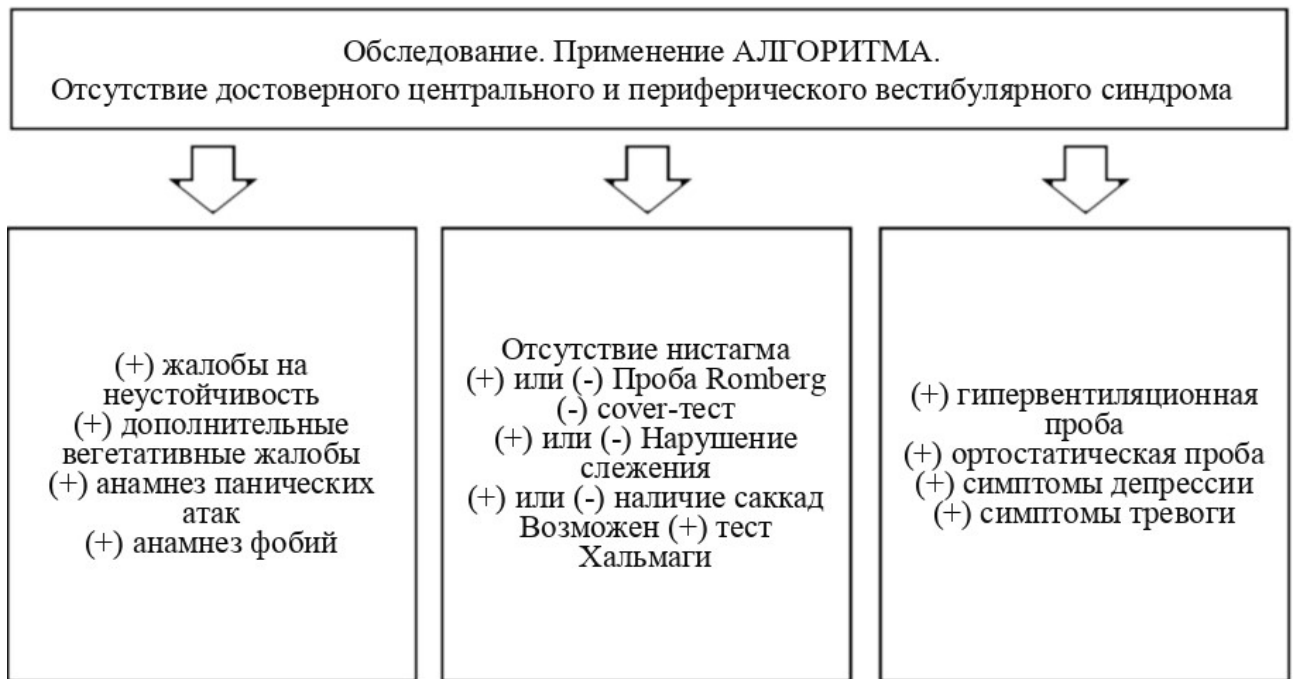 Обследование. Применение АЛГОРИТМА.
Отсутствие достоверного центрального и периферического вестибулярного синдрома
(+) жалобы на
неустойчивость
(+) дополнительные
вегетативные жалобы
(+) анамнез панических
атак
(+) анамнез фобий
Отсутствие нистагма
(+) или (-) Проба Romberg
(-) cover-тест
(+) или (-) Нарушение
слежения
(+) или (-) наличие саккад
Возможен (+) тест
Хальмаги
(+) гипервентиляционная
проба
(+) ортостатическая проба
(+) симптомы депрессии
(+) симптомы тревоги